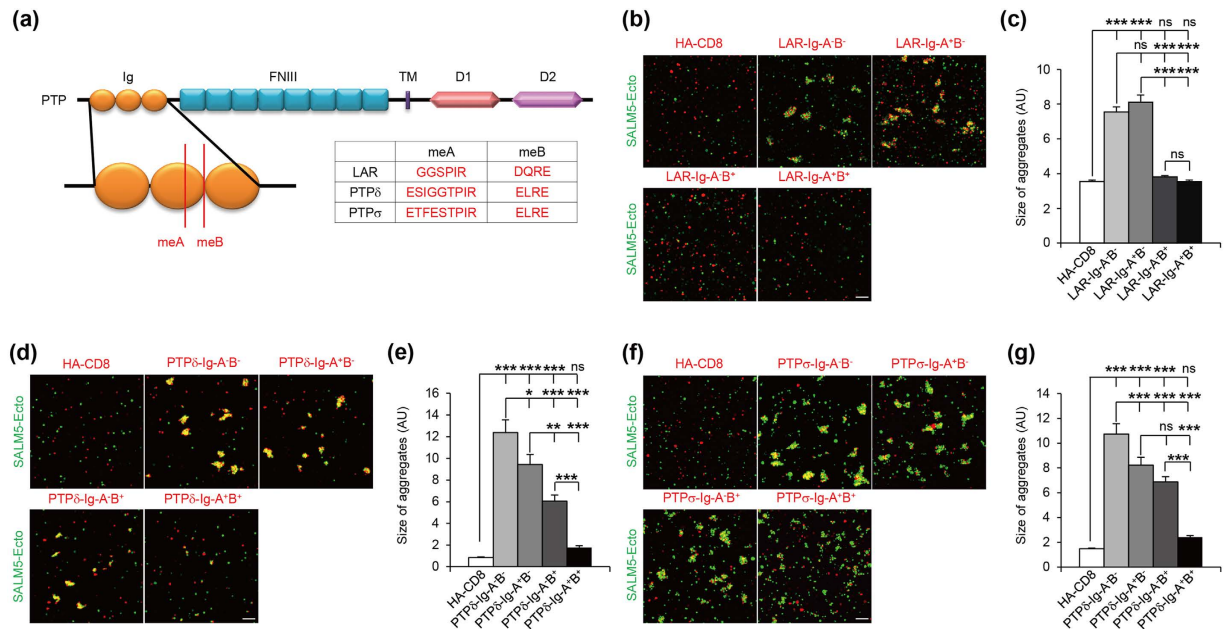 (a)
Ig
FNIII
TM
D1
D2
PTP
meA
meB
meA meB
LAR GGSPIR DQRE
PTPδ ESIGGTPIR ELRE
PTPσ ETFESTPIR ELRE
(b)
HA-CD8 LAR-Ig-A⁻B⁻ LAR-Ig-A⁺B⁻
SALM5-Ecto
LAR-Ig-A⁻B⁺ LAR-Ig-A⁺B⁺
SALM5-Ecto
(c)
*** *** ns ns
ns *** ***
*** ***
ns
Size of aggregates (AU)
10
8
6
4
2
0
HA-CD8
LAR-Ig-A⁻B⁻
LAR-Ig-A⁺B⁻
LAR-Ig-A⁻B⁺
LAR-Ig-A⁺B⁺
(d)
HA-CD8 PTPδ-Ig-A⁻B⁻ PTPδ-Ig-A⁺B⁻
SALM5-Ecto
PTPδ-Ig-A⁻B⁺ PTPδ-Ig-A⁺B⁺
SALM5-Ecto
(e)
*** *** *** ns
* *** ***
** ***
***
Size of aggregates (AU)
16
14
12
10
8
6
4
2
0
HA-CD8
PTPδ-Ig-A⁻B⁻
PTPδ-Ig-A⁺B⁻
PTPδ-Ig-A⁻B⁺
PTPδ-Ig-A⁺B⁺
(f)
HA-CD8 PTPσ-Ig-A⁻B⁻ PTPσ-Ig-A⁺B⁻
SALM5-Ecto
PTPσ-Ig-A⁻B⁺ PTPσ-Ig-A⁺B⁺
SALM5-Ecto
(g)
*** *** *** ns
*** *** ***
ns ***
***
Size of aggregates (AU)
14
12
10
8
6
4
2
0
HA-CD8
PTPδ-Ig-A⁻B⁻
PTPδ-Ig-A⁺B⁻
PTPδ-Ig-A⁻B⁺
PTPδ-Ig-A⁺B⁺